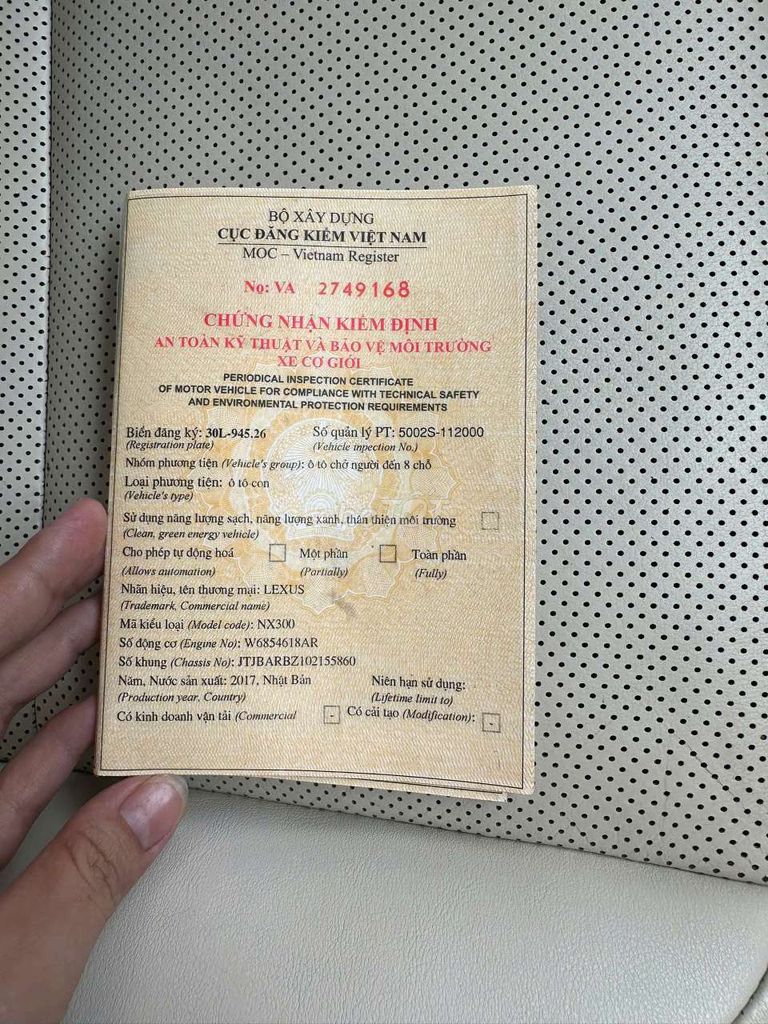 BỘ XÂY DỰNG
CỤC ĐĂNG KIỂM VIỆT NAM
MOC – Vietnam Register
No: VA 2749168
CHỨNG NHẬN KIỂM ĐỊNH
AN TOÀN KỸ THUẬT VÀ BẢO VỆ MÔI TRƯỜNG
XE CƠ GIỚI
PERIODICAL INSPECTION CERTIFICATE
OF MOTOR VEHICLE FOR COMPLIANCE WITH TECHNICAL SAFETY
AND ENVIRONMENTAL PROTECTION REQUIREMENTS
Biển đăng ký: 30L-945.26 Số quản lý PT: 5002S-112000
(Registration plate) (Vehicle inpection No.)
Nhóm phương tiện (Vehicle's group): ô tô chở người đến 8 chỗ
Loại phương tiện: ô tô con
(Vehicle's type)
Sử dụng năng lượng sạch, năng lượng xanh, thân thiện môi trường
(Clean, green energy vehicle)
Cho phép tự động hoá Một phần Toàn phần
(Allows automation) (Partially) (Fully)
Nhãn hiệu, tên thương mại: LEXUS
(Trademark, Commercial name)
Mã kiểu loại (Model code): NX300
Số động cơ (Engine No): W6854618AR
Số khung (Chassis No): JTJBARBZ102155860
Năm, Nước sản xuất: 2017, Nhật Bản Niên hạn sử dụng:
(Production year, Country) (Lifetime limit to)
Có kinh doanh vận tải (Commercial - Có cải tạo (Modification): -